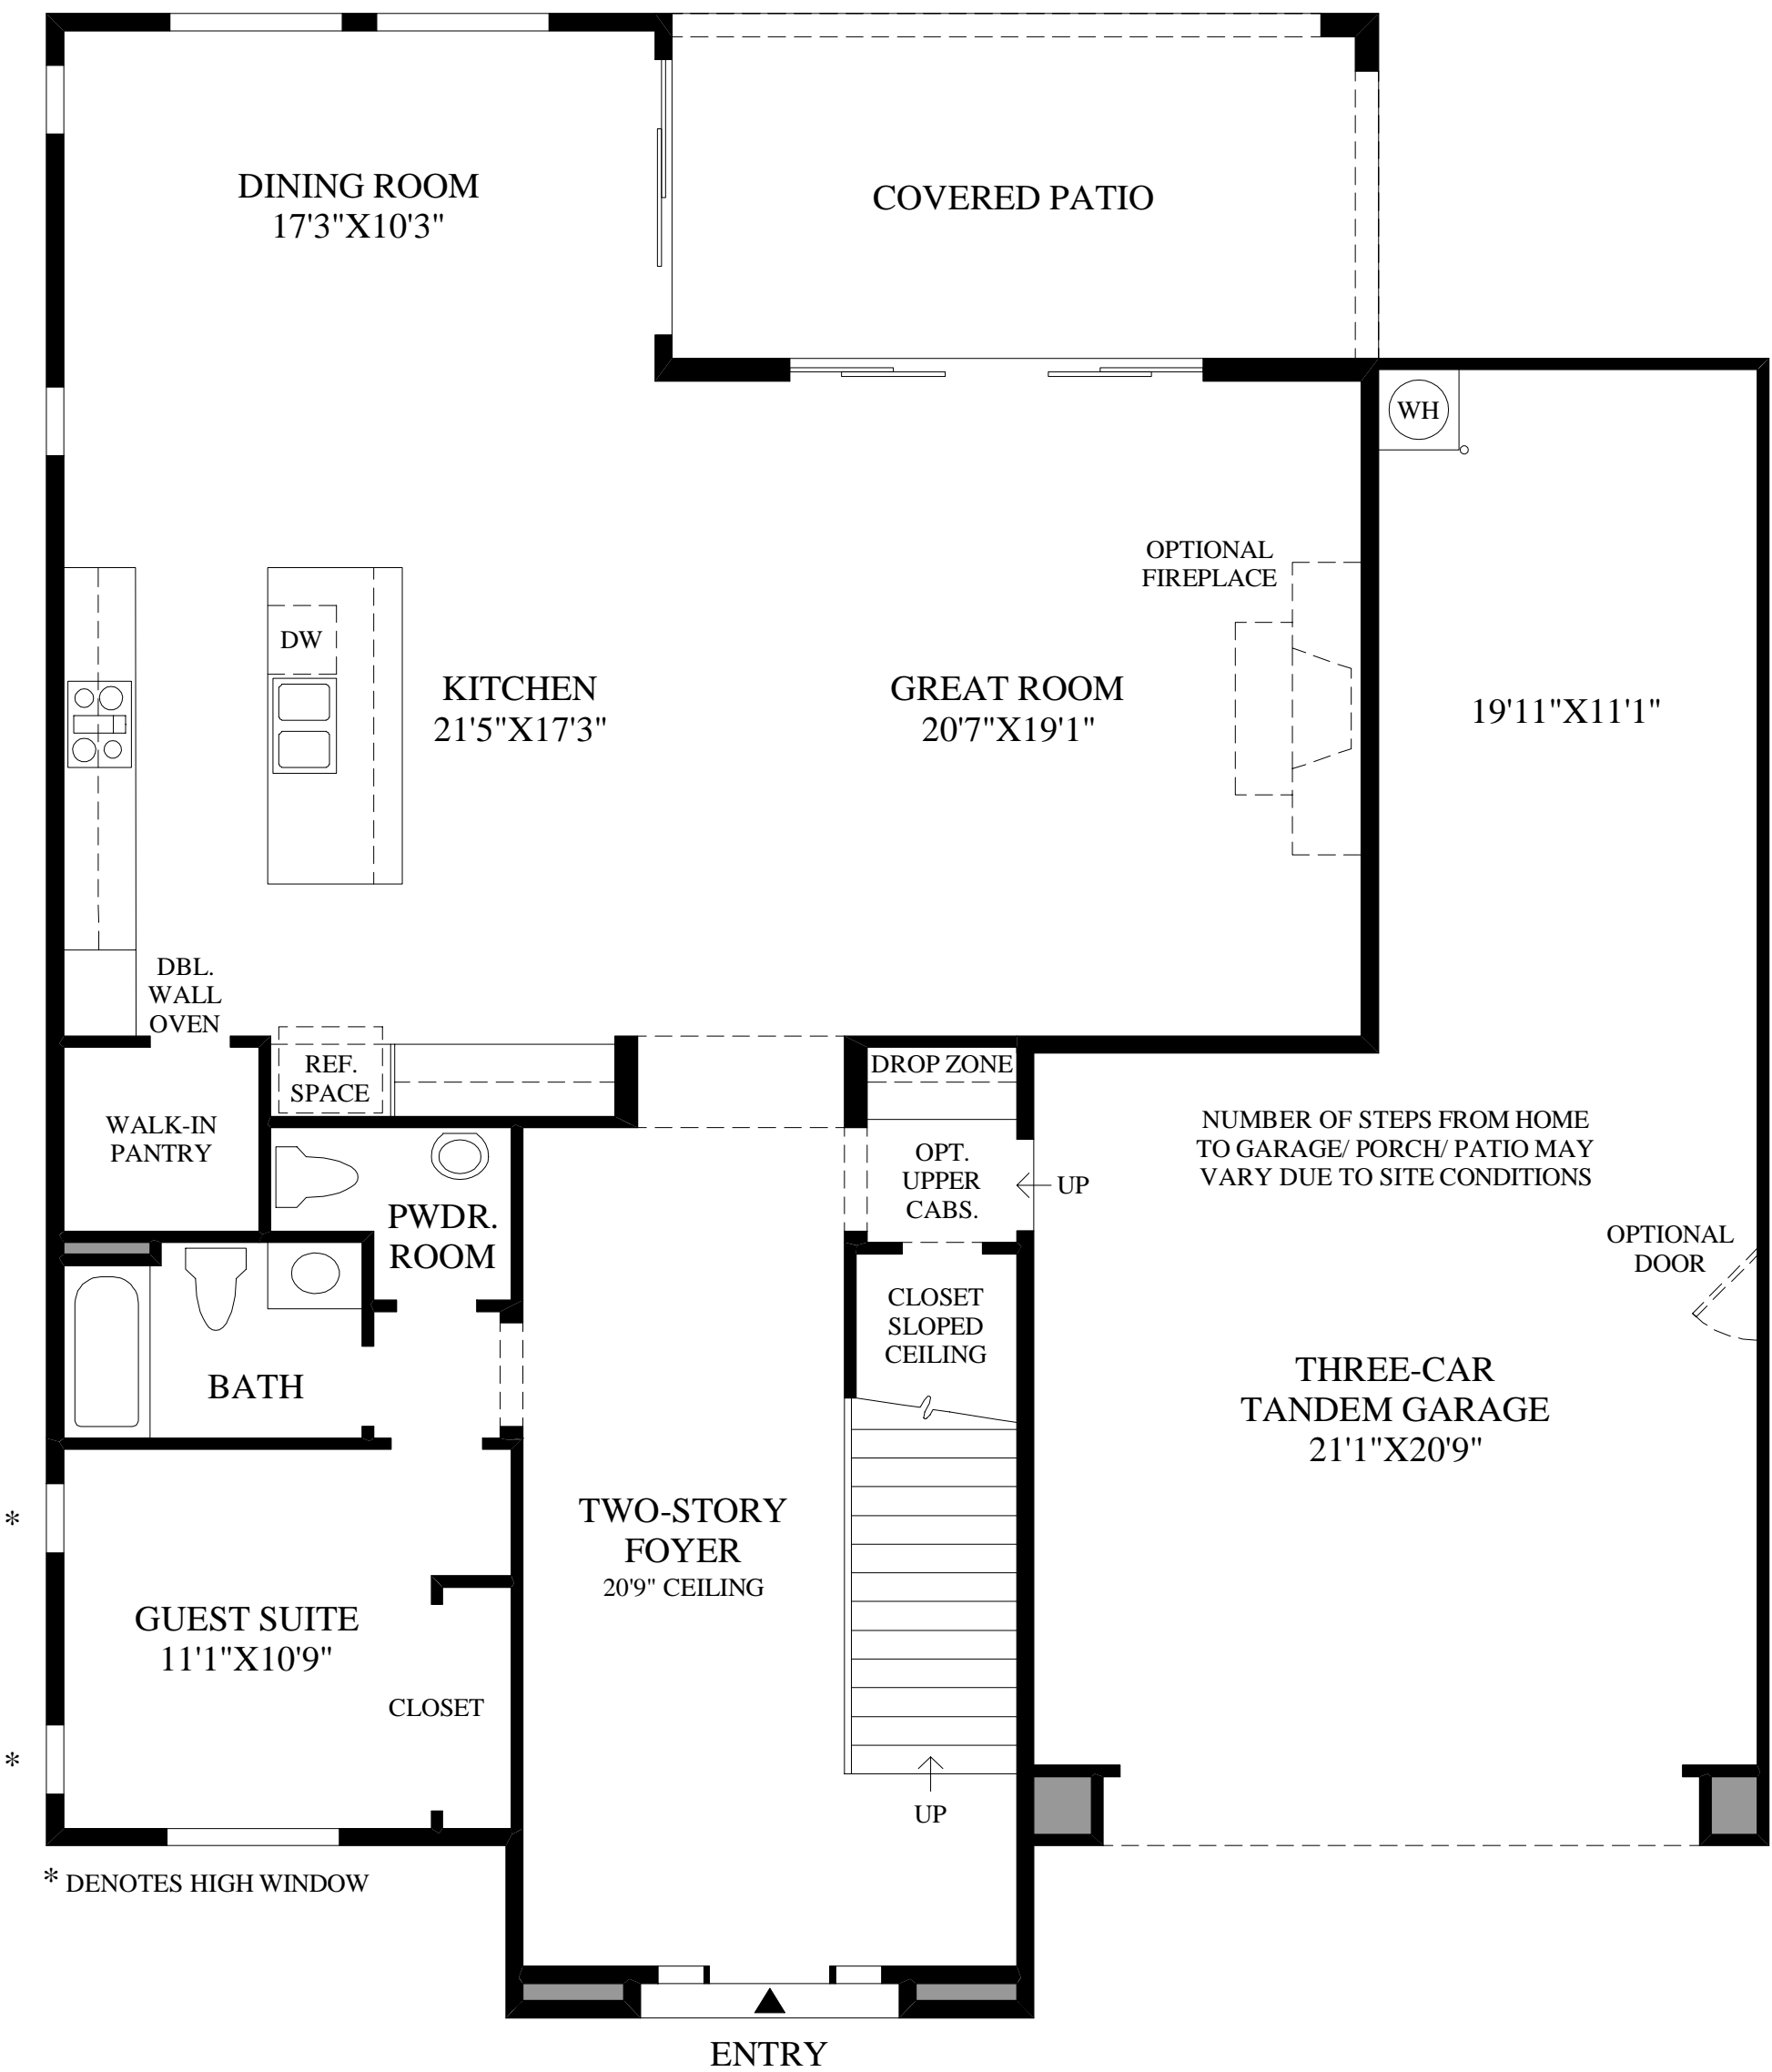 DINING ROOM
17'3"X10'3"
COVERED PATIO
WH
OPTIONAL
FIREPLACE
DW
KITCHEN
21'5"X17'3"
GREAT ROOM
20'7"X19'1"
19'11"X11'1"
DBL.
WALL
OVEN
REF.
SPACE
DROP ZONE
WALK-IN
PANTRY
OPT.
UPPER
CABS.
UP
NUMBER OF STEPS FROM HOME
TO GARAGE/ PORCH/ PATIO MAY
VARY DUE TO SITE CONDITIONS
PWDR.
ROOM
OPTIONAL
DOOR
CLOSET
SLOPED
CEILING
BATH
THREE-CAR
TANDEM GARAGE
21'1"X20'9"
*
TWO-STORY
FOYER
20'9" CEILING
GUEST SUITE
11'1"X10'9"
CLOSET
*
UP
* DENOTES HIGH WINDOW
ENTRY